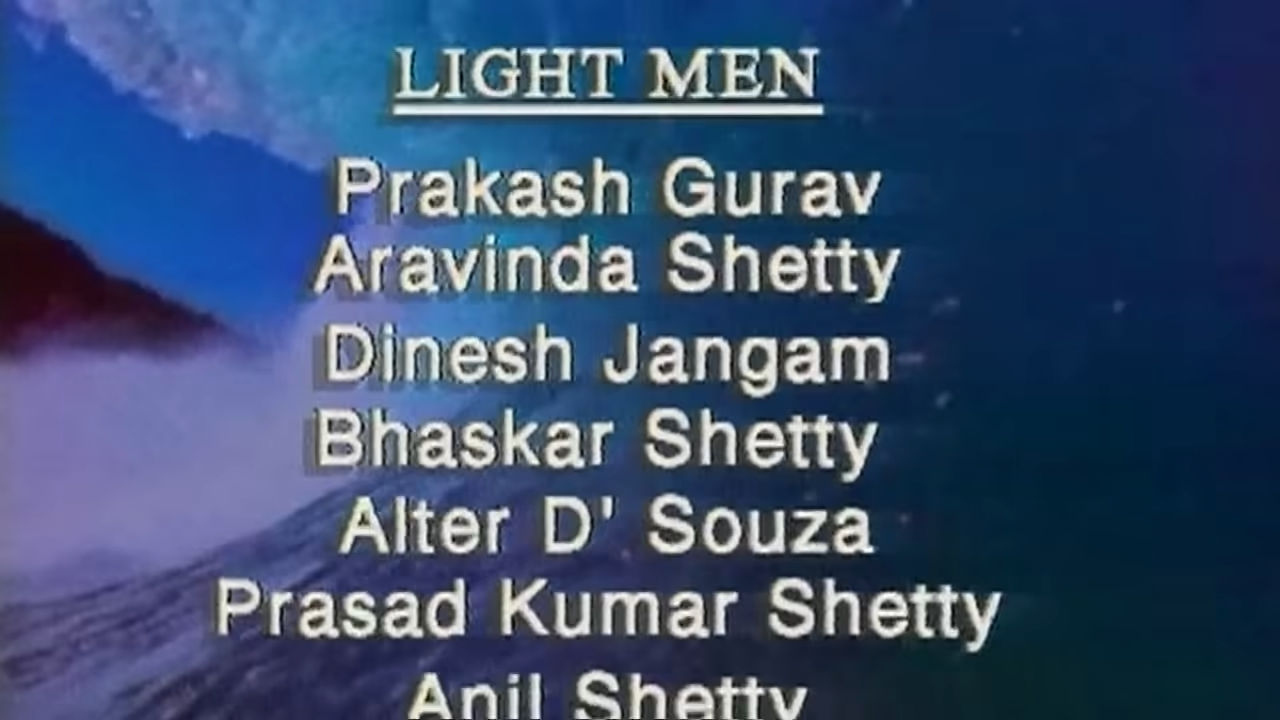 LIGHT MEN
Prakash Gurav
Aravinda Shetty
Dinesh Jangam
Bhaskar Shetty
Alter D' Souza
Prasad Kumar Shetty
Anil Shetty